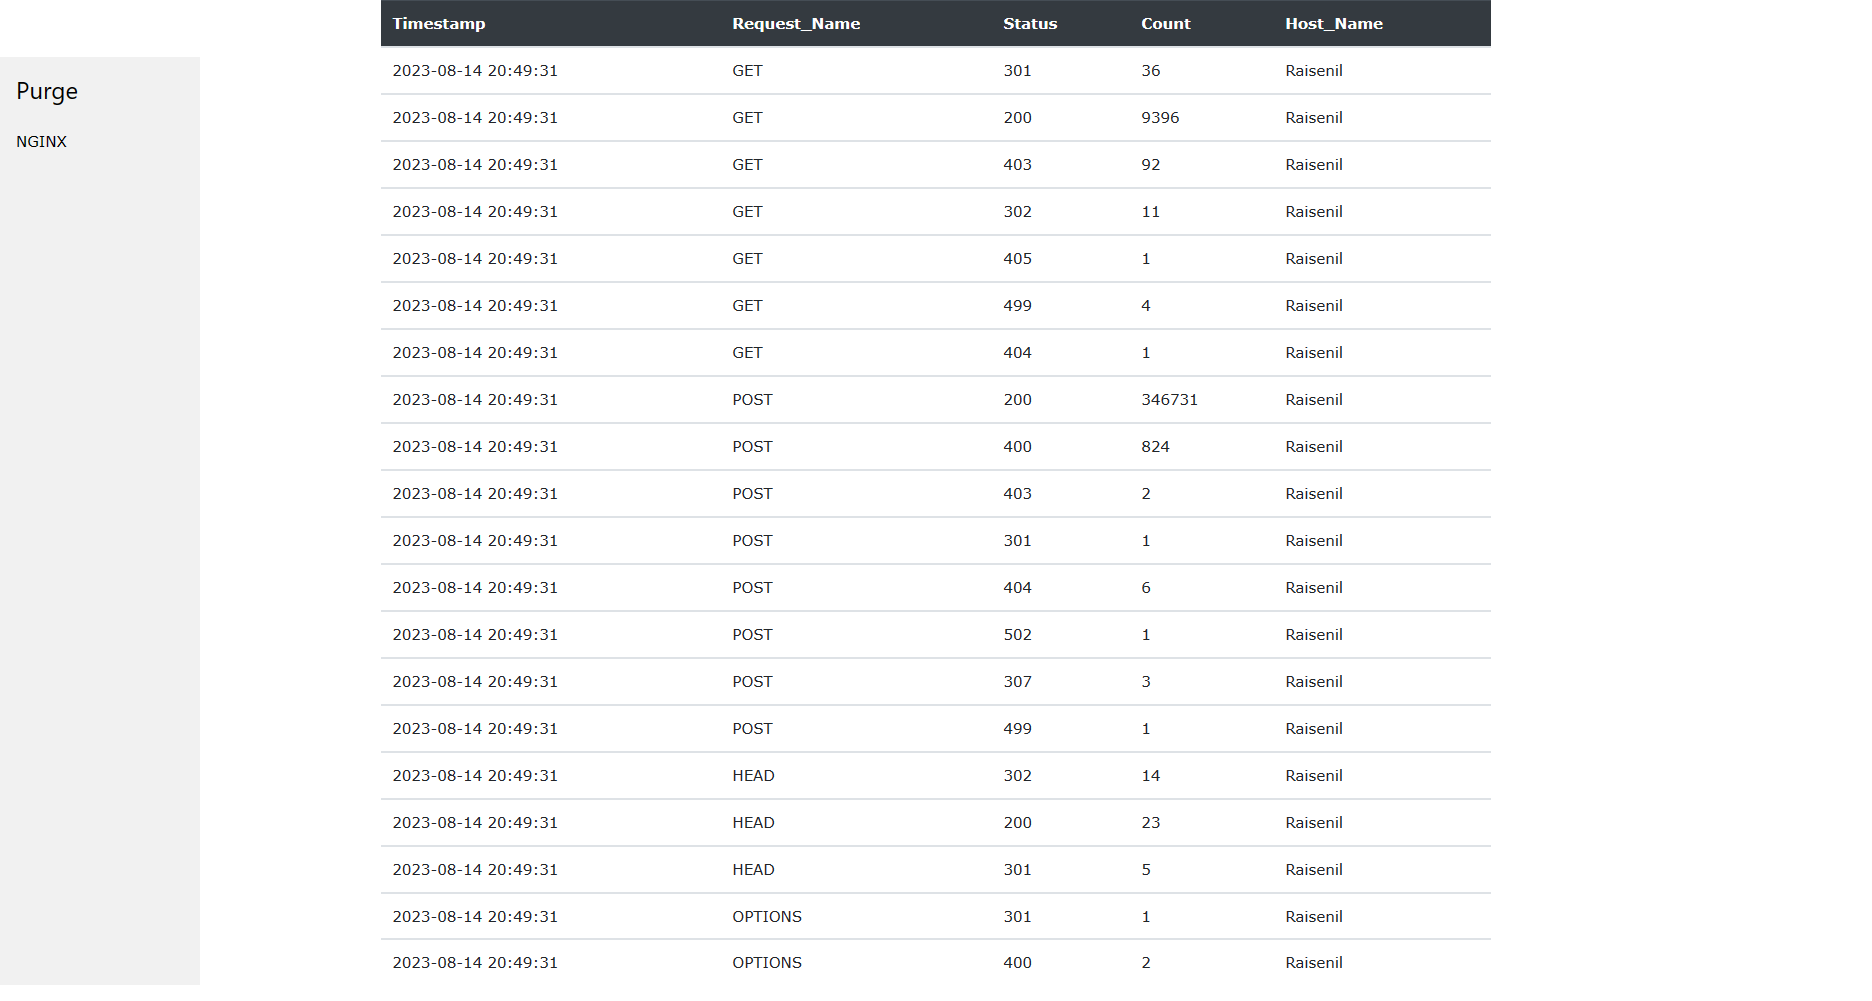 Timestamp Request_Name Status Count Host_Name
Purge
NGINX
2023-08-14 20:49:31 GET 301 36 Raisenil
2023-08-14 20:49:31 GET 200 9396 Raisenil
2023-08-14 20:49:31 GET 403 92 Raisenil
2023-08-14 20:49:31 GET 302 11 Raisenil
2023-08-14 20:49:31 GET 405 1 Raisenil
2023-08-14 20:49:31 GET 499 4 Raisenil
2023-08-14 20:49:31 GET 404 1 Raisenil
2023-08-14 20:49:31 POST 200 346731 Raisenil
2023-08-14 20:49:31 POST 400 824 Raisenil
2023-08-14 20:49:31 POST 403 2 Raisenil
2023-08-14 20:49:31 POST 301 1 Raisenil
2023-08-14 20:49:31 POST 404 6 Raisenil
2023-08-14 20:49:31 POST 502 1 Raisenil
2023-08-14 20:49:31 POST 307 3 Raisenil
2023-08-14 20:49:31 POST 499 1 Raisenil
2023-08-14 20:49:31 HEAD 302 14 Raisenil
2023-08-14 20:49:31 HEAD 200 23 Raisenil
2023-08-14 20:49:31 HEAD 301 5 Raisenil
2023-08-14 20:49:31 OPTIONS 301 1 Raisenil
2023-08-14 20:49:31 OPTIONS 400 2 Raisenil